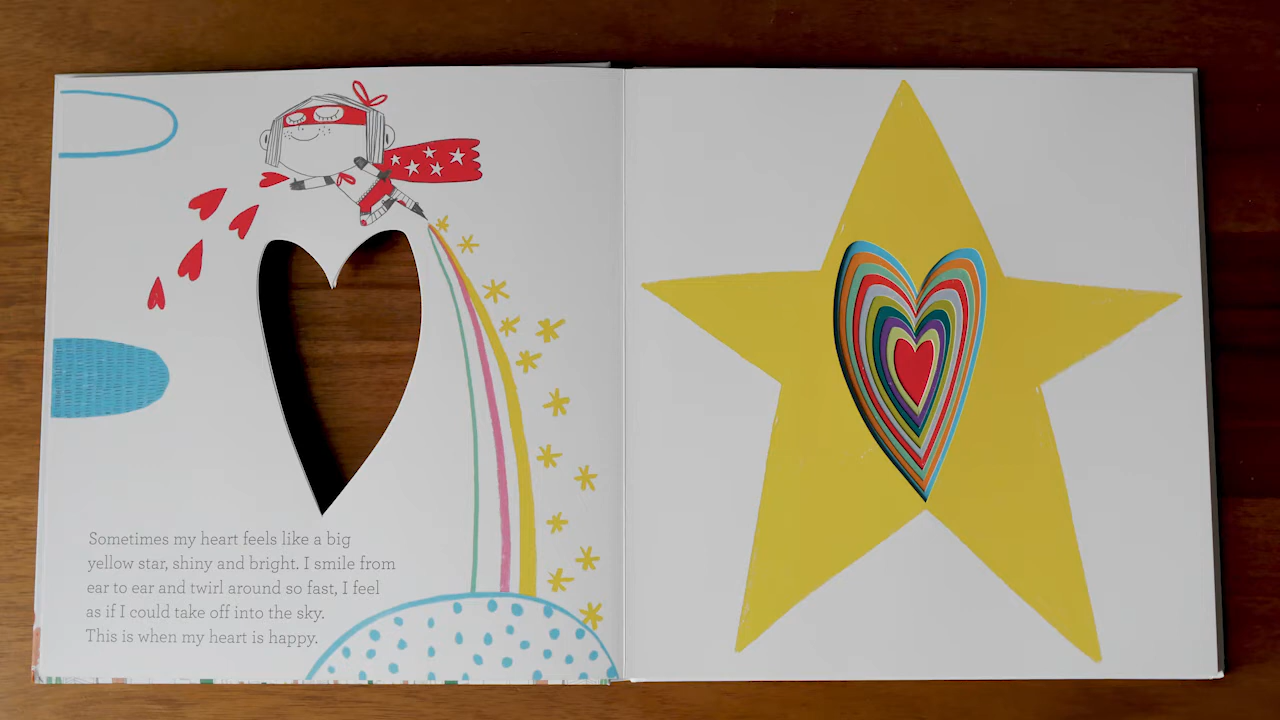 Sometimes my heart feels like a big
yellow star, shiny and bright. I smile from
ear to ear and twirl around so fast, I feel
as if I could take off into the sky.
This is when my heart is happy.